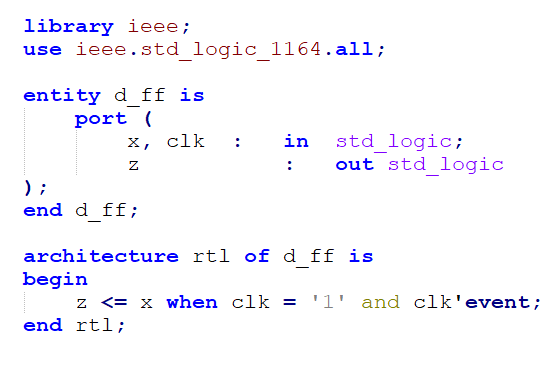 library ieee;
use ieee.std_logic_1164.all;
entity d_ff is
port (
x, clk : in std_logic;
z : out std_logic
);
end d_ff;
architecture rtl of d_ff is
begin
z <= x when clk = '1' and clk'event;
end rtl;